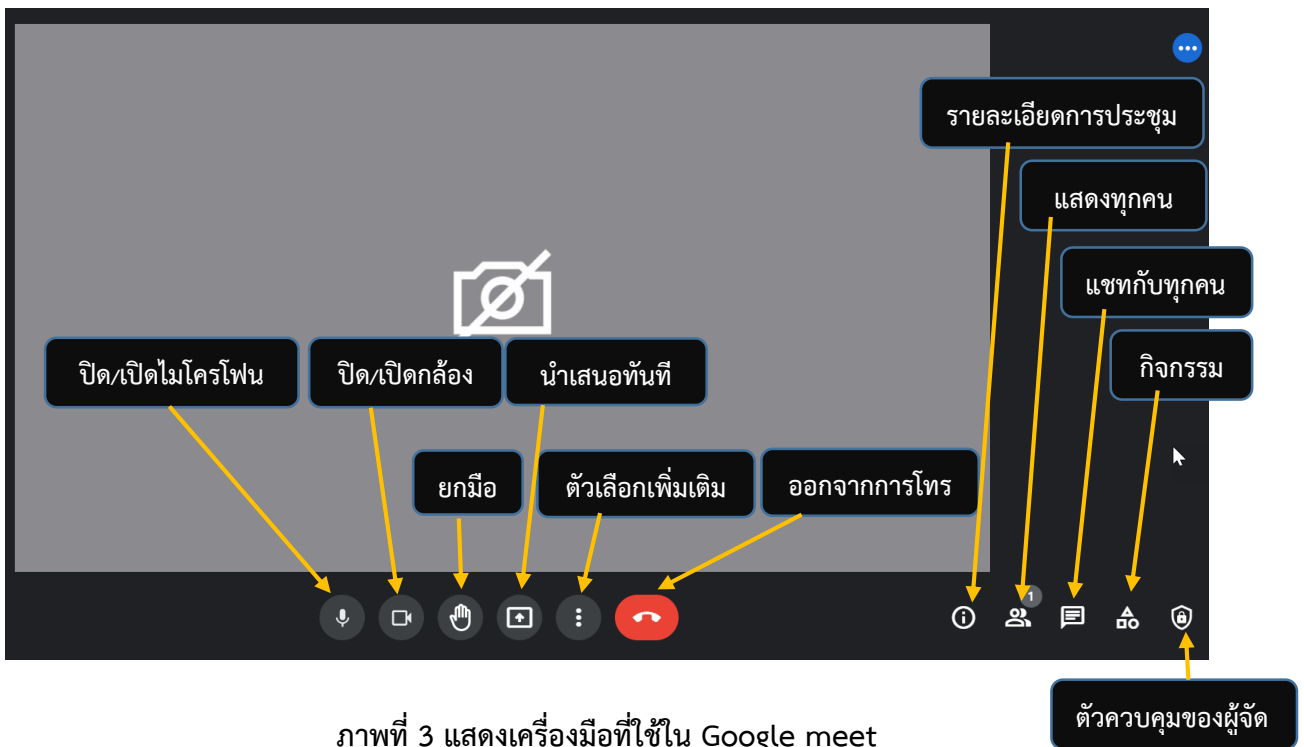 รายละเอียดการประชุม
แสดงทุกคน
แชทกับทุกคน
ปิด/เปิดไมโครโฟน
ปิด/เปิดกล้อง
นำเสนอทันที
กิจกรรม
ยกมือ
ตัวเลือกเพิ่มเติม
ออกจากการโทร
1
ตัวควบคุมของผู้จัด
ภาพที่ 3 แสดงเครื่องมือที่ใช้ใน Google meet